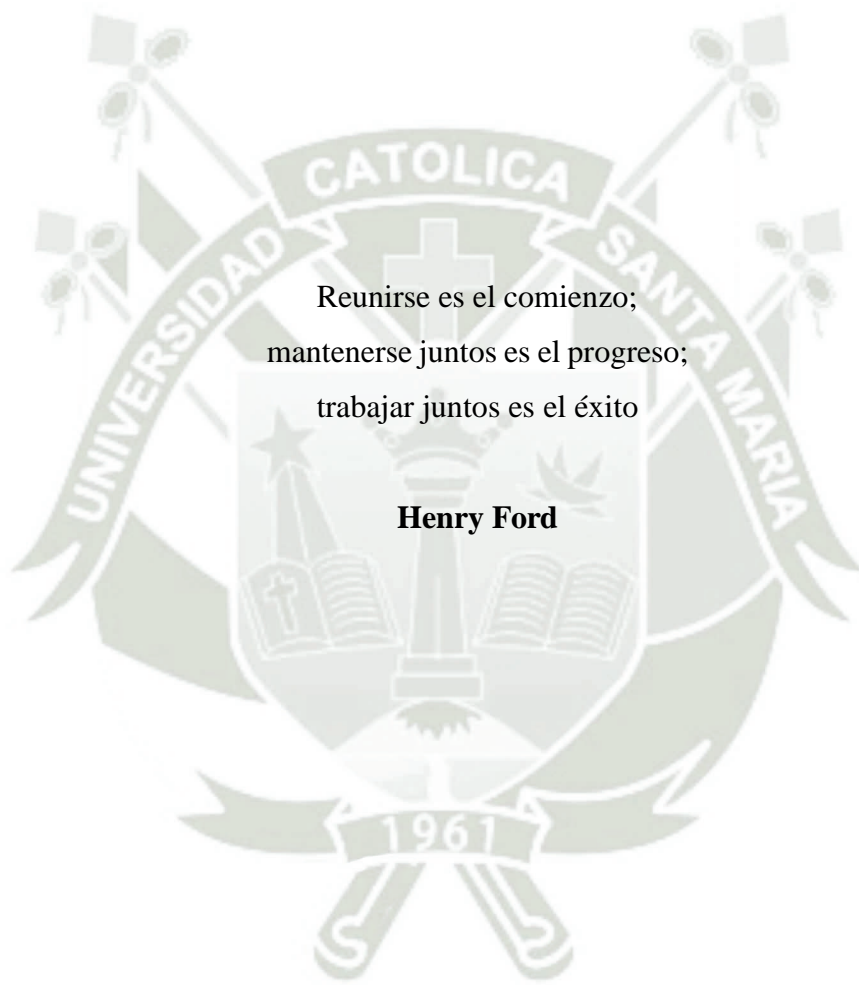 UNIVERSIDAD CATOLICA SANTA MARIA
Reunirse es el comienzo;
mantenerse juntos es el progreso;
trabajar juntos es el éxito
Henry Ford
1961